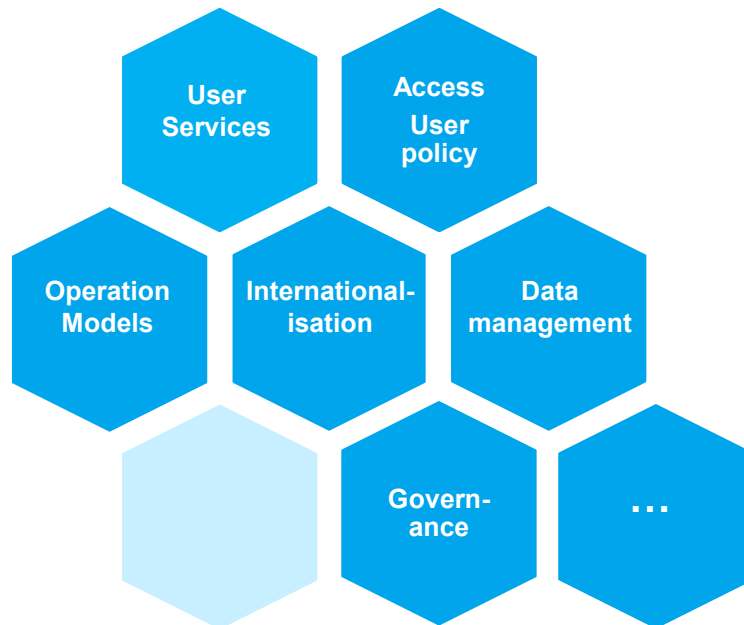 User
Services
Access
User
policy
Operation
Models
International-
isation
Data
management
Govern-
ance
...